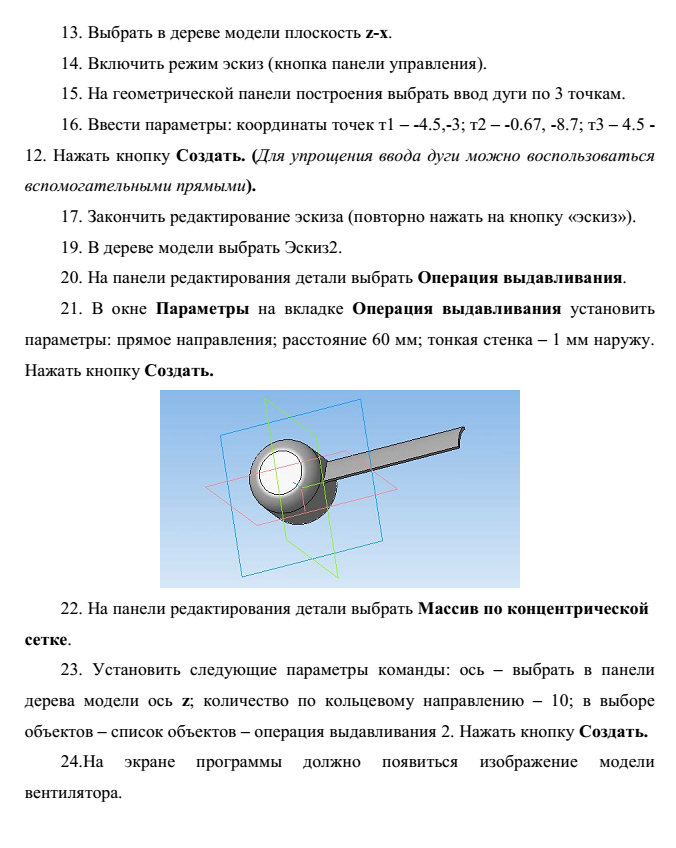 13. Выбрать в дереве модели плоскость z-x.
14. Включить режим эскиз (кнопка панели управления).
15. На геометрической панели построения выбрать ввод дуги по 3 точкам.
16. Ввести параметры: координаты точек т1 – -4.5,-3; т2 – -0.67, -8.7; т3 – 4.5 -
12. Нажать кнопку Создать. (Для упрощения ввода дуги можно воспользоваться
вспомогательными прямыми).
17. Закончить редактирование эскиза (повторно нажать на кнопку «эскиз»).
19. В дереве модели выбрать Эскиз2.
20. На панели редактирования детали выбрать Операция выдавливания.
21. В окне Параметры на вкладке Операция выдавливания установить
параметры: прямое направления; расстояние 60 мм; тонкая стенка – 1 мм наружу.
Нажать кнопку Создать.
22. На панели редактирования детали выбрать Массив по концентрической
сетке.
23. Установить следующие параметры команды: ось – выбрать в панели
дерева модели ось z; количество по кольцевому направлению – 10; в выборе
объектов – список объектов – операция выдавливания 2. Нажать кнопку Создать.
24.На экране программы должно появиться изображение модели
вентилятора.